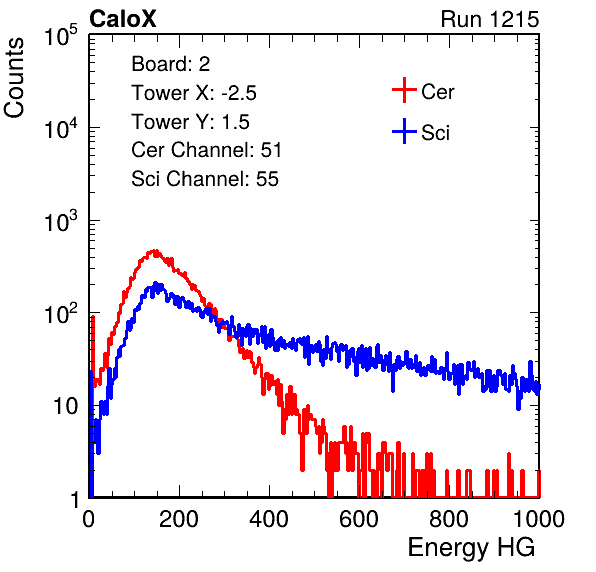 CaloX Run 1215
Counts
10^5
10^4
10^3
10^2
10
1
Board: 2
Tower X: -2.5
Tower Y: 1.5
Cer Channel: 51
Sci Channel: 55
Cer
Sci
0 200 400 600 800 1000
Energy HG